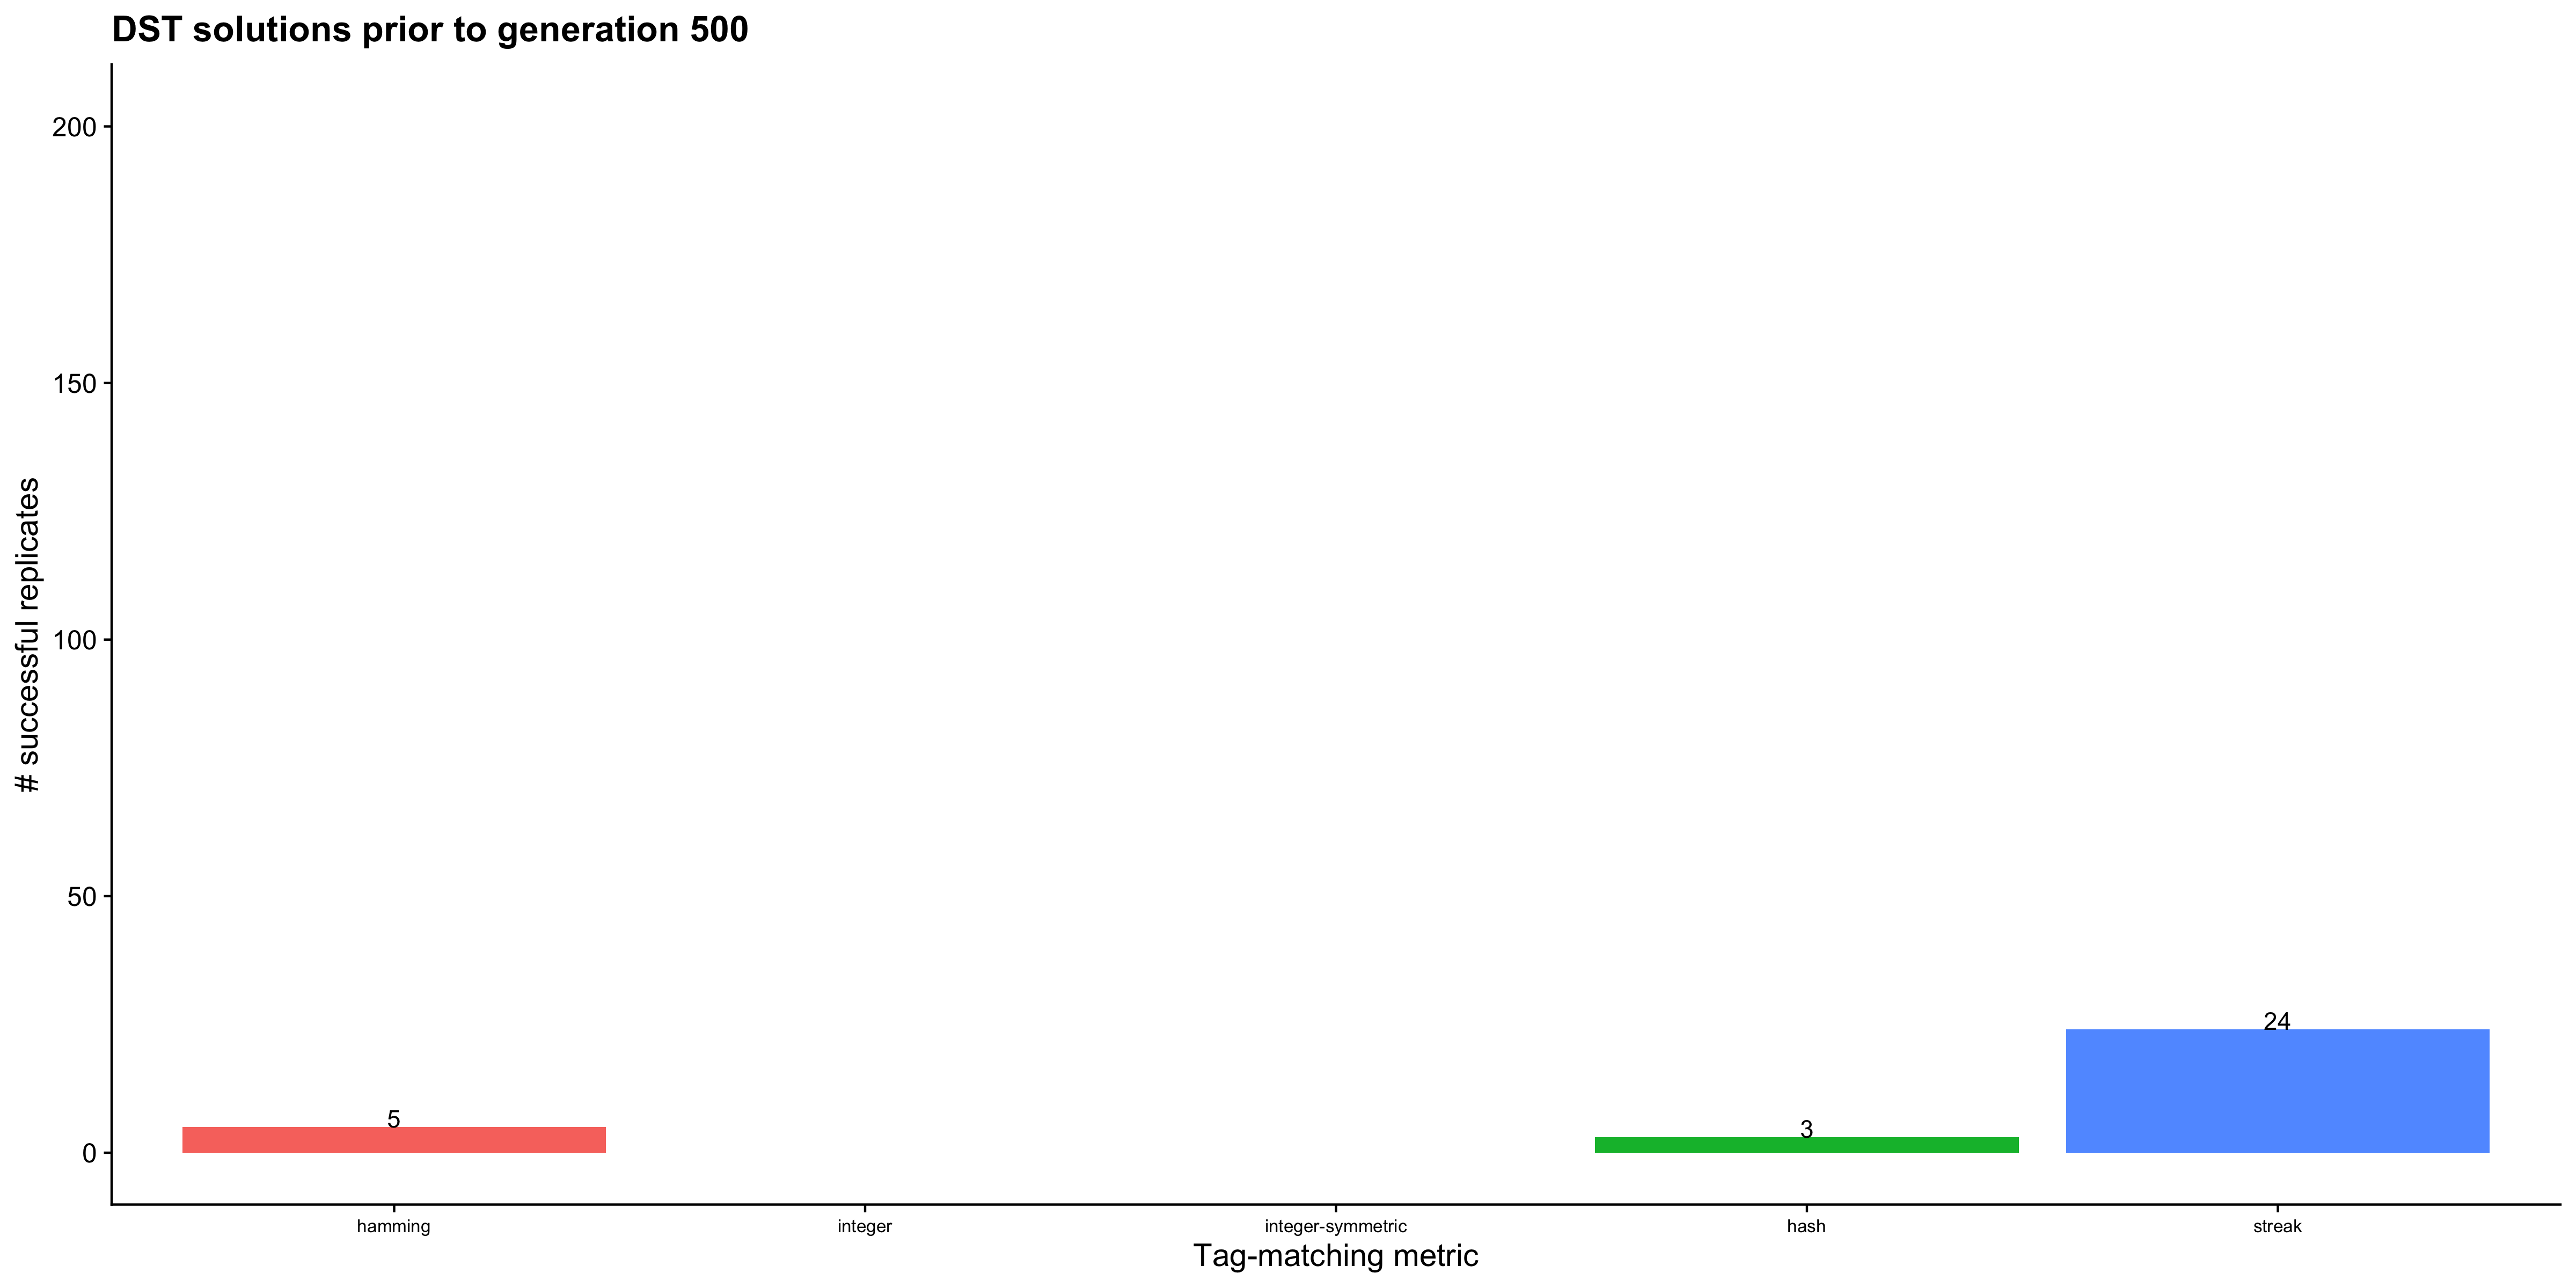 DST solutions prior to generation 500
# successful replicates
200
150
100
50
0
5
3
24
hamming
integer
integer-symmetric
hash
streak
Tag-matching metric